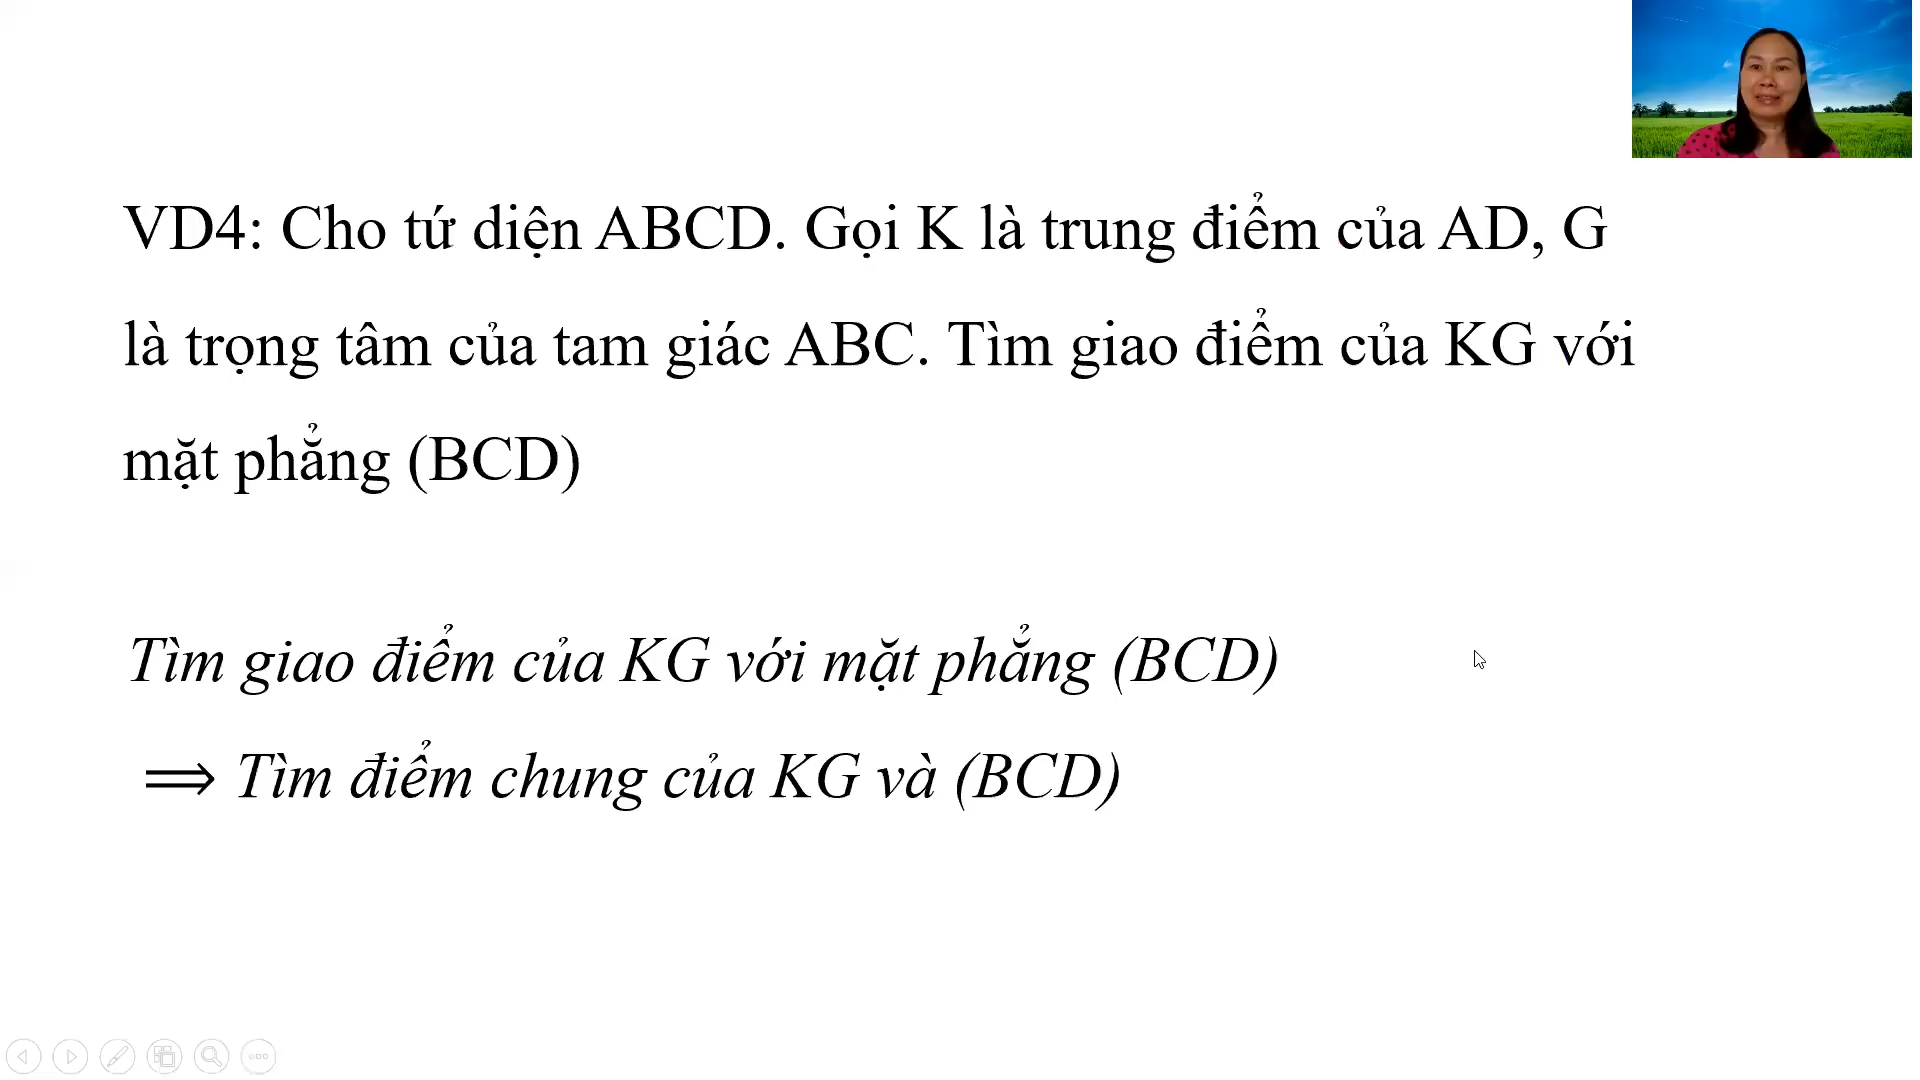 VD4: Cho tứ diện ABCD. Gọi K là trung điểm của AD, G
là trọng tâm của tam giác ABC. Tìm giao điểm của KG với
mặt phẳng (BCD)
Tìm giao điểm của KG với mặt phẳng (BCD)
⟹ Tìm điểm chung của KG và (BCD)